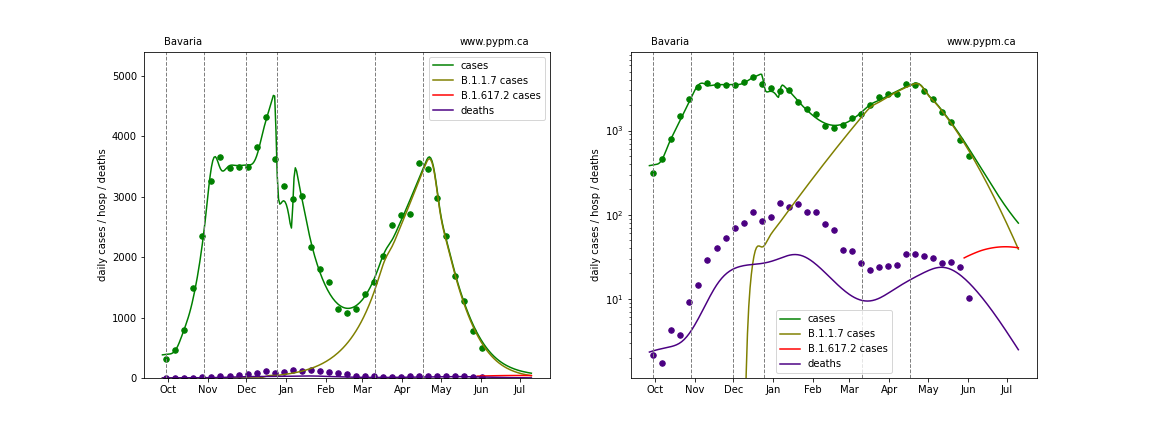 Bavaria www.pypm.ca
cases
B.1.1.7 cases
B.1.617.2 cases
deaths
daily cases / hosp / deaths
5000
4000
3000
2000
1000
0
Oct Nov Dec Jan Feb Mar Apr May Jun Jul
Bavaria www.pypm.ca
daily cases / hosp / deaths
10³
10²
10¹
cases
B.1.1.7 cases
B.1.617.2 cases
deaths
Oct Nov Dec Jan Feb Mar Apr May Jun Jul